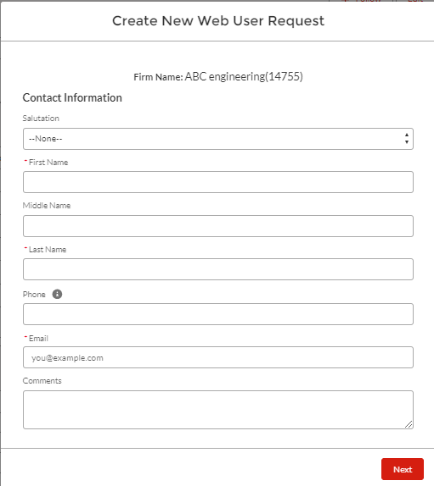 Create New Web User Request
Firm Name: ABC engineering(14755)
Contact Information
Salutation
--None--
* First Name
Middle Name
* Last Name
Phone
* Email
you@example.com
Comments
Next